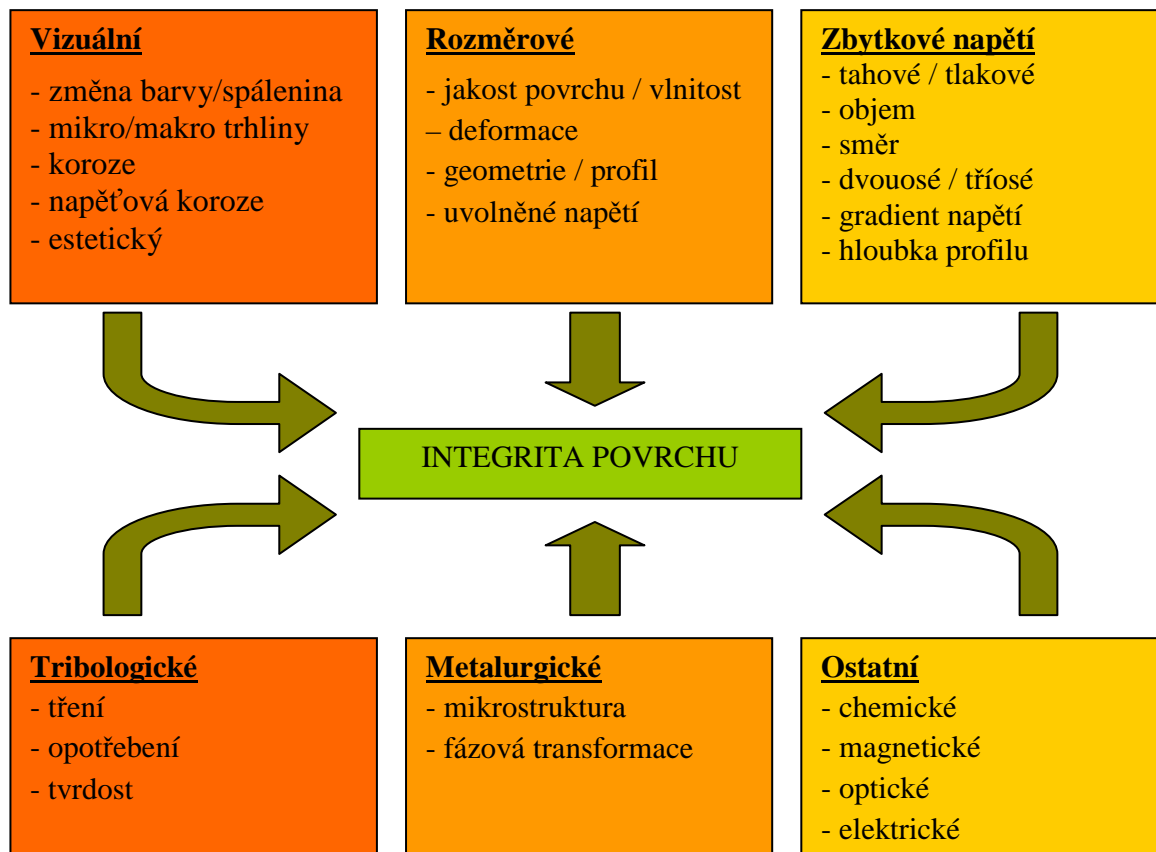 Vizuální
- změna barvy/spálenina
- mikro/makro trhliny
- koroze
- napěťová koroze
- estetický
Rozměrové
- jakost povrchu / vlnitost
– deformace
- geometrie / profil
- uvolněné napětí
Zbytkové napětí
- tahové / tlakové
- objem
- směr
- dvouosé / tříosé
- gradient napětí
- hloubka profilu
INTEGRITA POVRCHU
Tribologické
- tření
- opotřebení
- tvrdost
Metalurgické
- mikrostruktura
- fázová transformace
Ostatní
- chemické
- magnetické
- optické
- elektrické